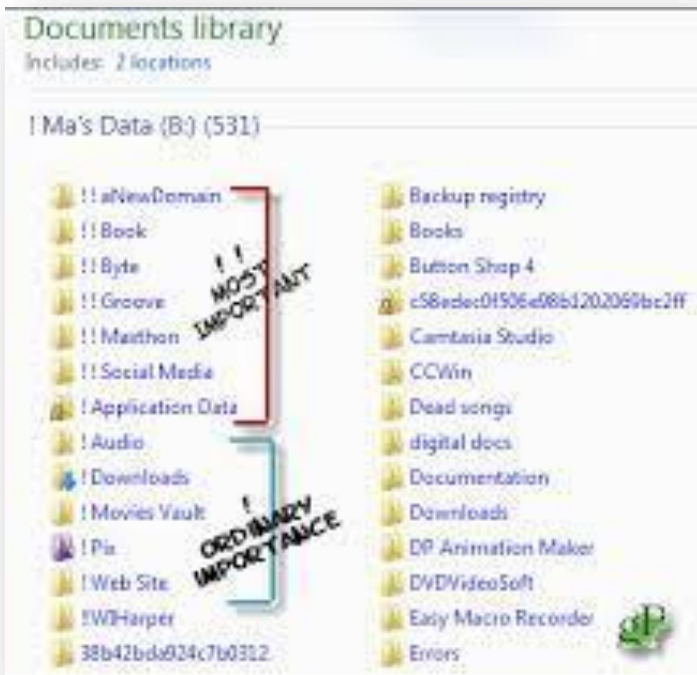 Documents library
Includes: 2 locations
! Ma's Data (B:) (531)
!!aNewDomain
!!Book
!!Byte
!!Groove
!!Maxthon
!!Social Media
!Application Data
!Audio
!Downloads
!Movies Vault
!Pix
!Web Site
!WIHarper
38b42bda924c7b0312
! !
MOST
IMPORTANT
!
ORDINARY
IMPORTANCE
Backup registry
Books
Button Shop 4
Camtasia Studio
CCWin
Dead songs
digital docs
Documentation
Downloads
DP Animation Maker
DVDVideoSoft
Easy Macro Recorder
Errors
gP